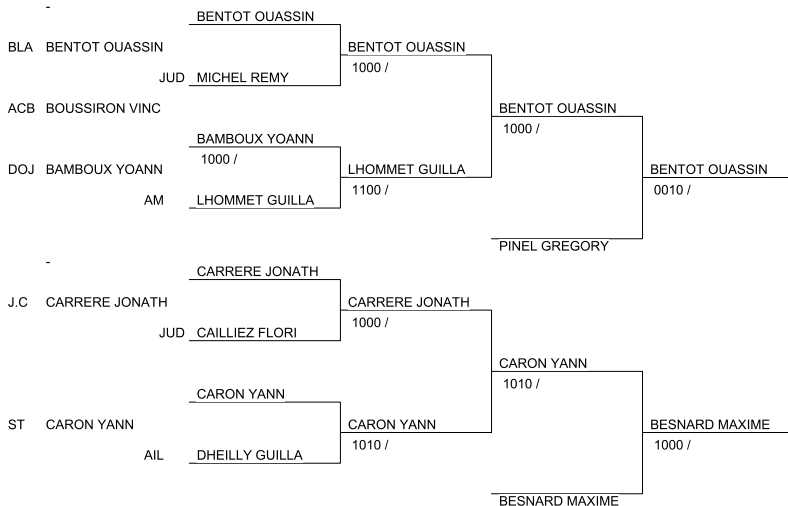 -
BENTOT OUASSIN
BLA BENTOT OUASSIN
BENTOT OUASSIN
1000 /
JUD MICHEL REMY
ACB BOUSSIRON VINC
BENTOT OUASSIN
1000 /
BAMBOUX YOANN
1000 /
DOJ BAMBOUX YOANN
LHOMMET GUILLA
1100 /
BENTOT OUASSIN
0010 /
AM LHOMMET GUILLA
PINEL GREGORY
-
CARRERE JONATH
J.C CARRERE JONATH
CARRERE JONATH
1000 /
JUD CAILLIEZ FLORI
CARON YANN
1010 /
CARON YANN
ST CARON YANN
CARON YANN
1010 /
BESNARD MAXIME
1000 /
AIL DHEILLY GUILLA
BESNARD MAXIME